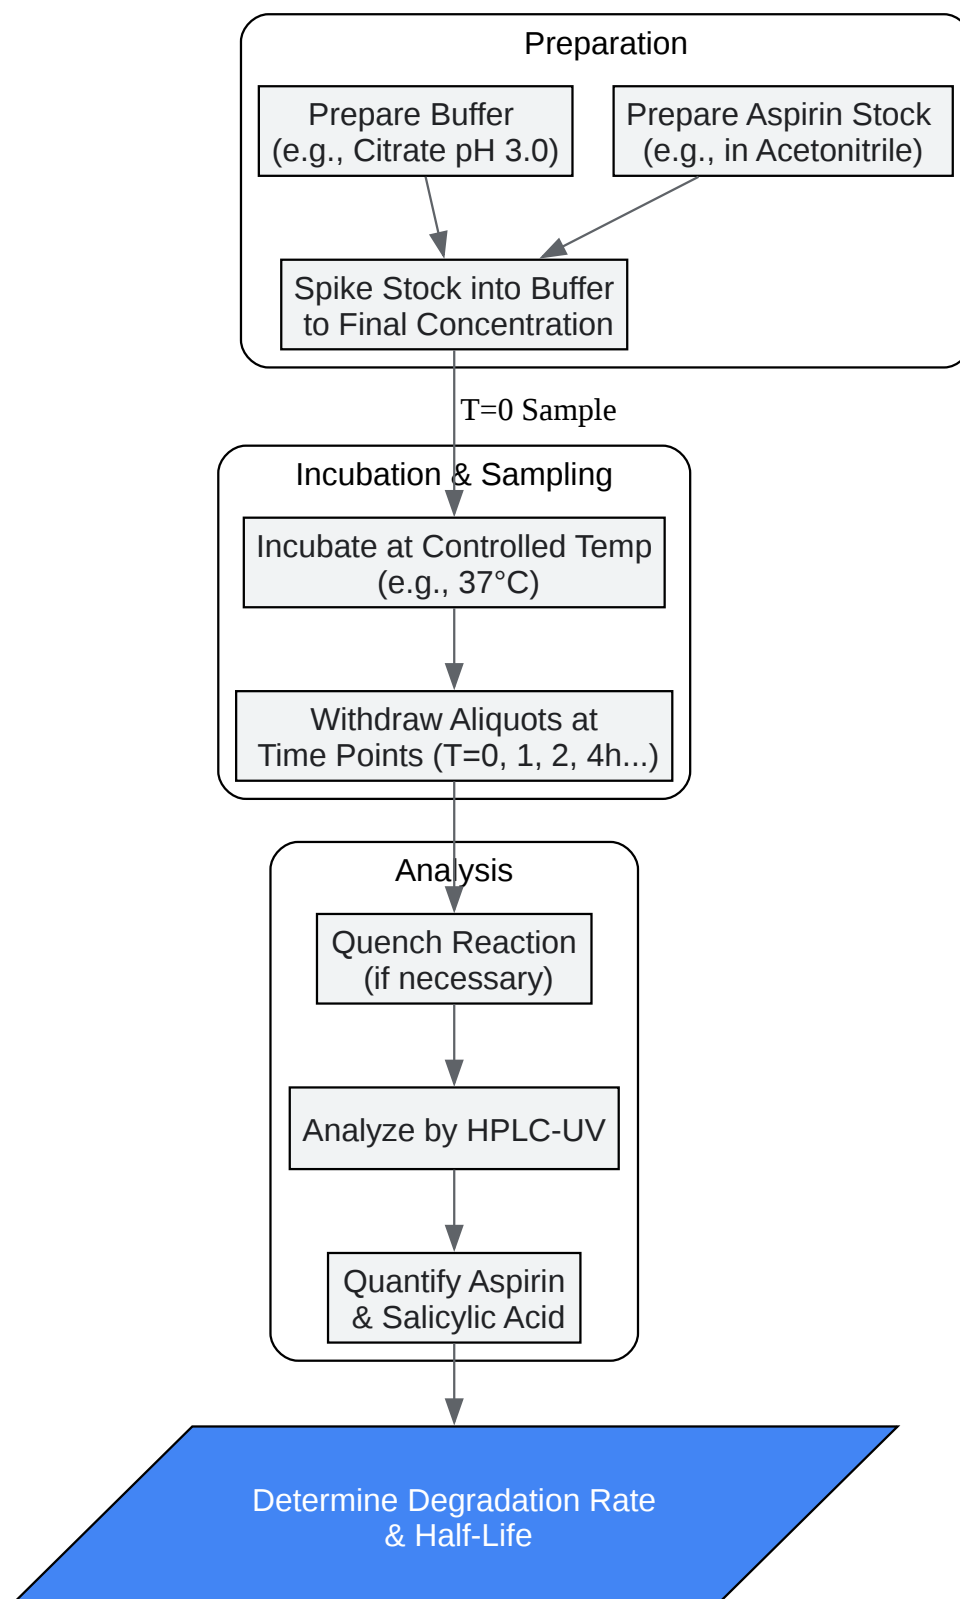 Preparation
Prepare Buffer
(e.g., Citrate pH 3.0)
Prepare Aspirin Stock
(e.g., in Acetonitrile)
Spike Stock into Buffer
to Final Concentration
T=0 Sample
Incubation & Sampling
Incubate at Controlled Temp
(e.g., 37°C)
Withdraw Aliquots at
Time Points (T=0, 1, 2, 4h...)
Analysis
Quench Reaction
(if necessary)
Analyze by HPLC-UV
Quantify Aspirin
& Salicylic Acid
Determine Degradation Rate
& Half-Life